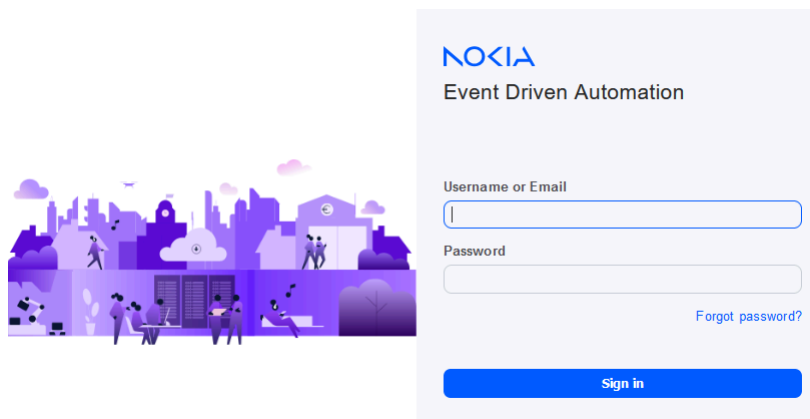 NOKIA
Event Driven Automation
Username or Email
Password
Forgot password?
Sign in